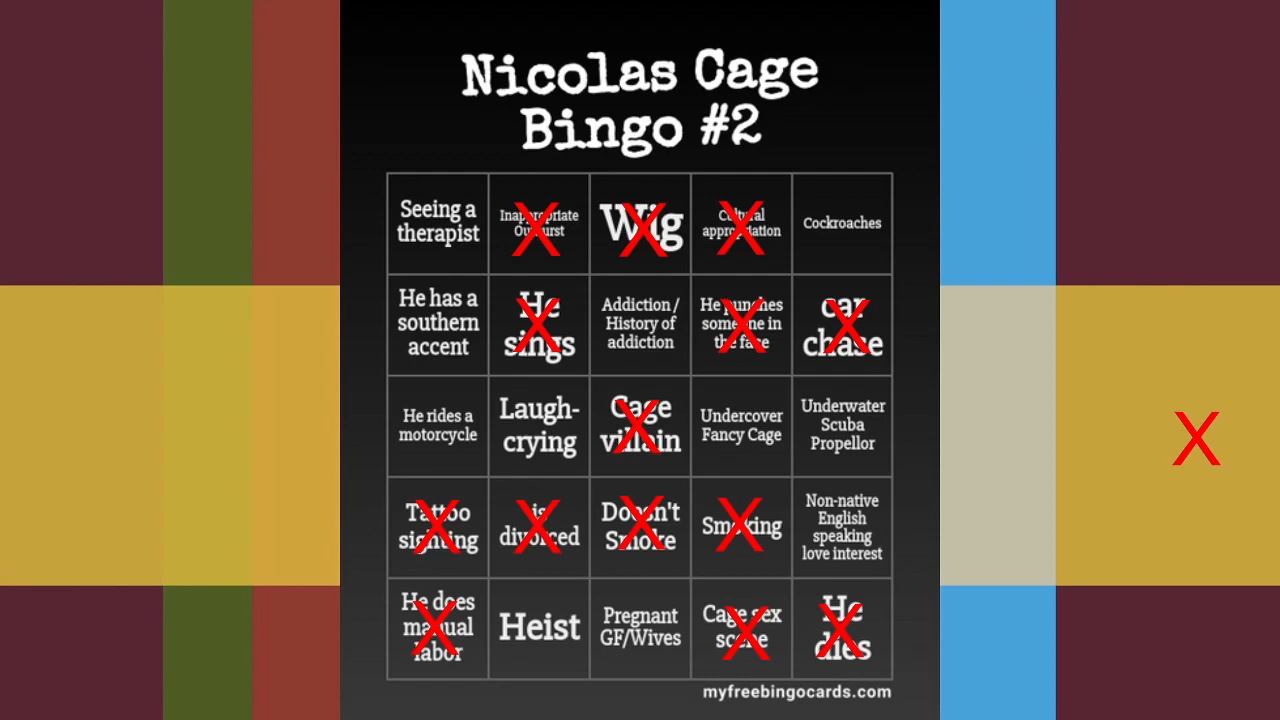 Nicolas Cage
Bingo #2
Seeing a
therapist
Inappropriate
Outburst
Wig
Cultural
appropriation
Cockroaches
He has a
southern
accent
He
sings
Addiction /
History of
addiction
He punches
someone in
the face
car
chase
He rides a
motorcycle
Laugh-
crying
Cage
villain
Undercover
Fancy Cage
Underwater
Scuba
Propellor
Tattoo
sighting
is
divorced
Doesn't
Smoke
Smoking
Non-native
English
speaking
love interest
He does
manual
labor
Heist
Pregnant
GF/Wives
Cage sex
scene
He
dies
myfreebingocards.com